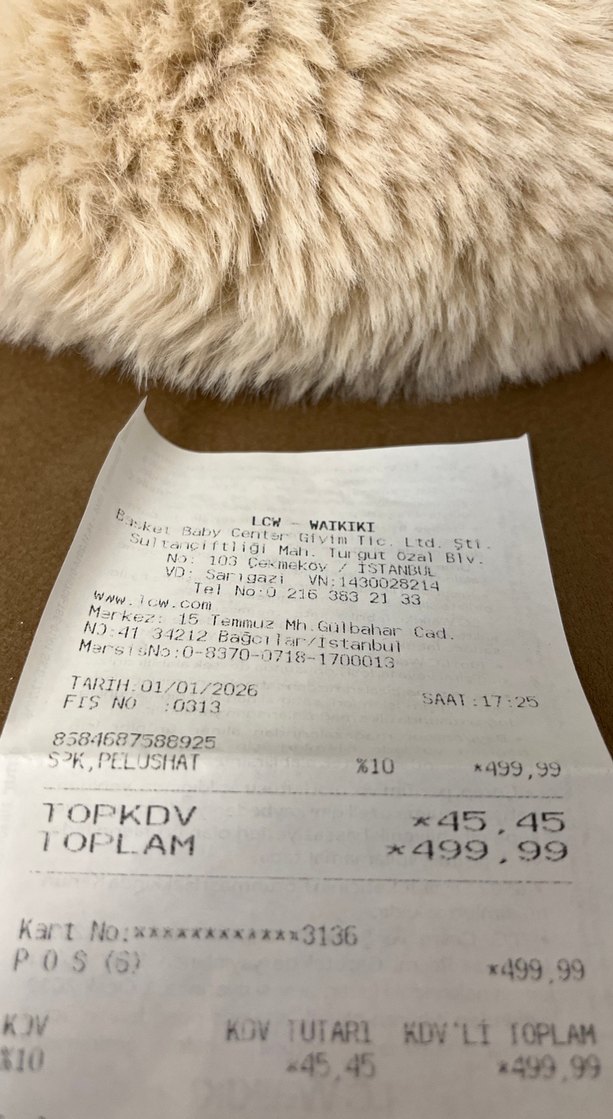 LCW - WAIKIKI
Basket Baby Center Giyim Tic. Ltd. Şti.
Sultançiftliği Mah. Turgut Özal Blv.
No: 103 Çekmeköy / İSTANBUL
VD: Sarıgazi VN:1430028214
Tel No:0 216 383 21 33
www.lcw.com
Merkez: 15 Temmuz Mh.Gülbahar Cad.
NO:41 34212 Bağcılar/İstanbul
MersisNo:0-8370-0718-1700013
TARİH:01/01/2026 SAAT:17:25
FİŞ NO :0313
8584687588925
SPK,PELUSHAT %10 *499,99
TOPKDV *45,45
TOPLAM *499,99
Kart No:************3136
P O S (6) *499,99
KDV KDV TUTARI KDV'Lİ TOPLAM
%10 *45,45 *499,99